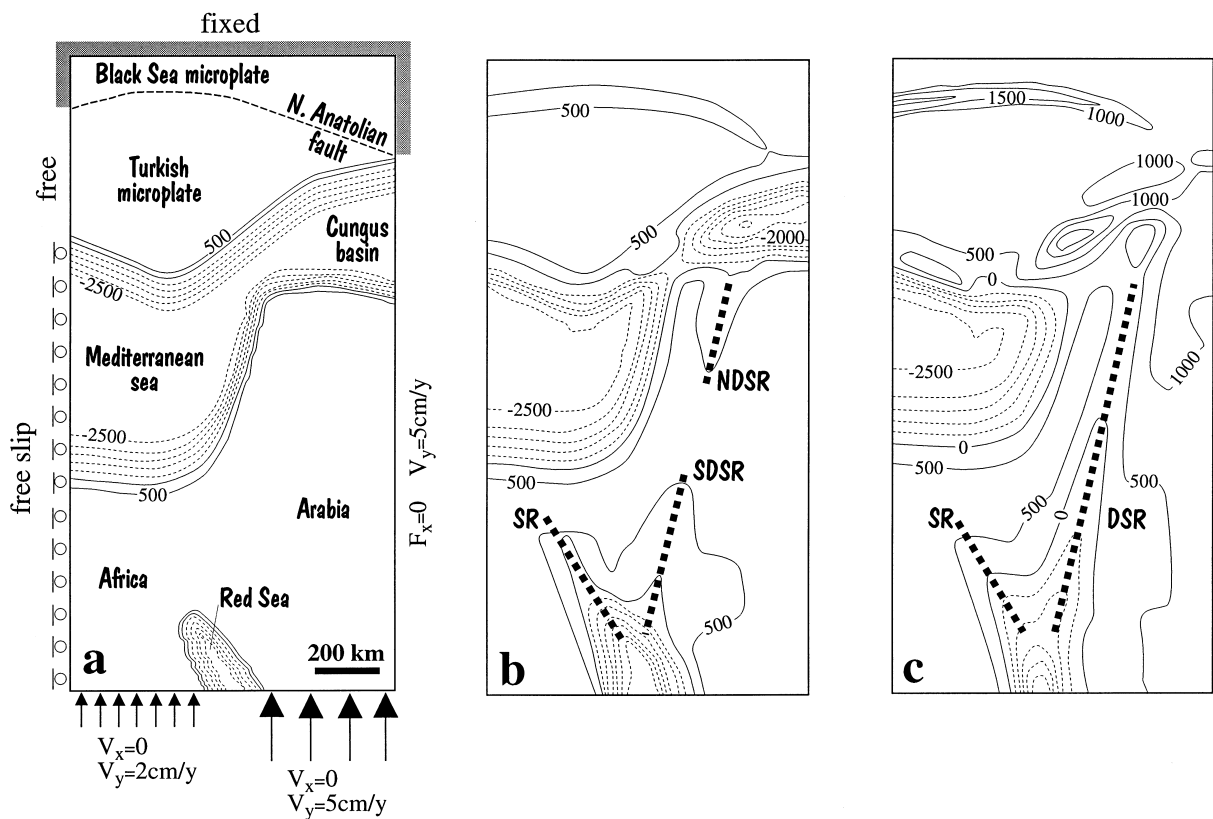 fixed
Black Sea microplate
N. Anatolian
fault
free
Turkish
microplate
500
Cungus
basin
-2500
Mediterranean
sea
free slip
-2500
500
Arabia
F_x=0 V_y=5cm/y
Africa
Red Sea
a
200 km
V_x=0
V_y=2cm/y
V_x=0
V_y=5cm/y
500
500
-2000
NDSR
-2500
500
SDSR
SR
500
b
1500
1000
1000
1000
500
0
1000
-2500
0
500
500
0
500
SR
DSR
c